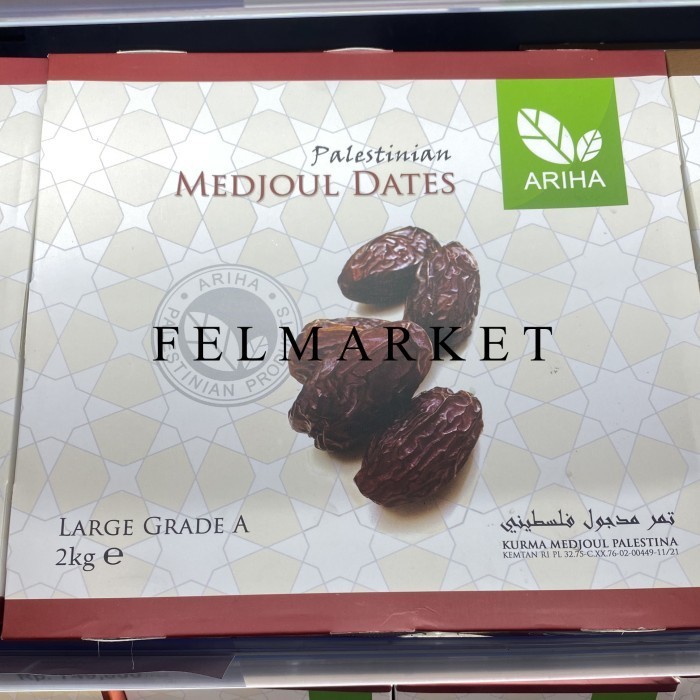 Palestinian
MEDJOUL DATES
ARIHA
• ARIHA •
PALESTINIAN PRODUCTS
FELMARKET
LARGE GRADE A
2kg ℮
تمر مدجول فلسطيني
KURMA MEDJOUL PALESTINA
KEMTAN RI PL 32.75-C.XX.76-02-00449-11/21